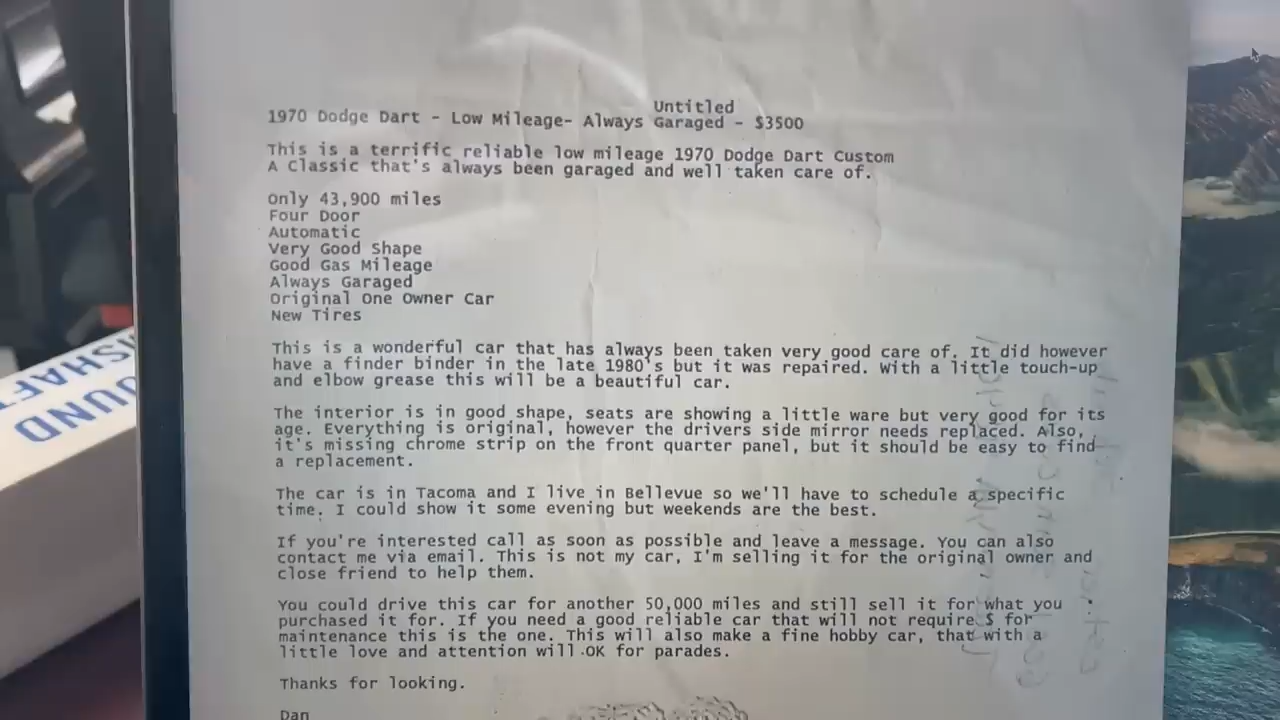 Untitled
1970 Dodge Dart - Low Mileage- Always Garaged - $3500
This is a terrific reliable low mileage 1970 Dodge Dart Custom
A Classic that's always been garaged and well taken care of.
Only 43,900 miles
Four Door
Automatic
Very Good Shape
Good Gas Mileage
Always Garaged
Original One Owner Car
New Tires
This is a wonderful car that has always been taken very good care of. It did however
have a finder binder in the late 1980's but it was repaired. With a little touch-up
and elbow grease this will be a beautiful car.
The interior is in good shape, seats are showing a little ware but very good for its
age. Everything is original, however the drivers side mirror needs replaced. Also,
it's missing chrome strip on the front quarter panel, but it should be easy to find
a replacement.
The car is in Tacoma and I live in Bellevue so we'll have to schedule a specific
time. I could show it some evening but weekends are the best.
If you're interested call as soon as possible and leave a message. You can also
contact me via email. This is not my car, I'm selling it for the original owner and
close friend to help them.
You could drive this car for another 50,000 miles and still sell it for what you
purchased it for. If you need a good reliable car that will not require $ for
maintenance this is the one. This will also make a fine hobby car, that with a
little love and attention will OK for parades.
Thanks for looking.
Dan
OUND